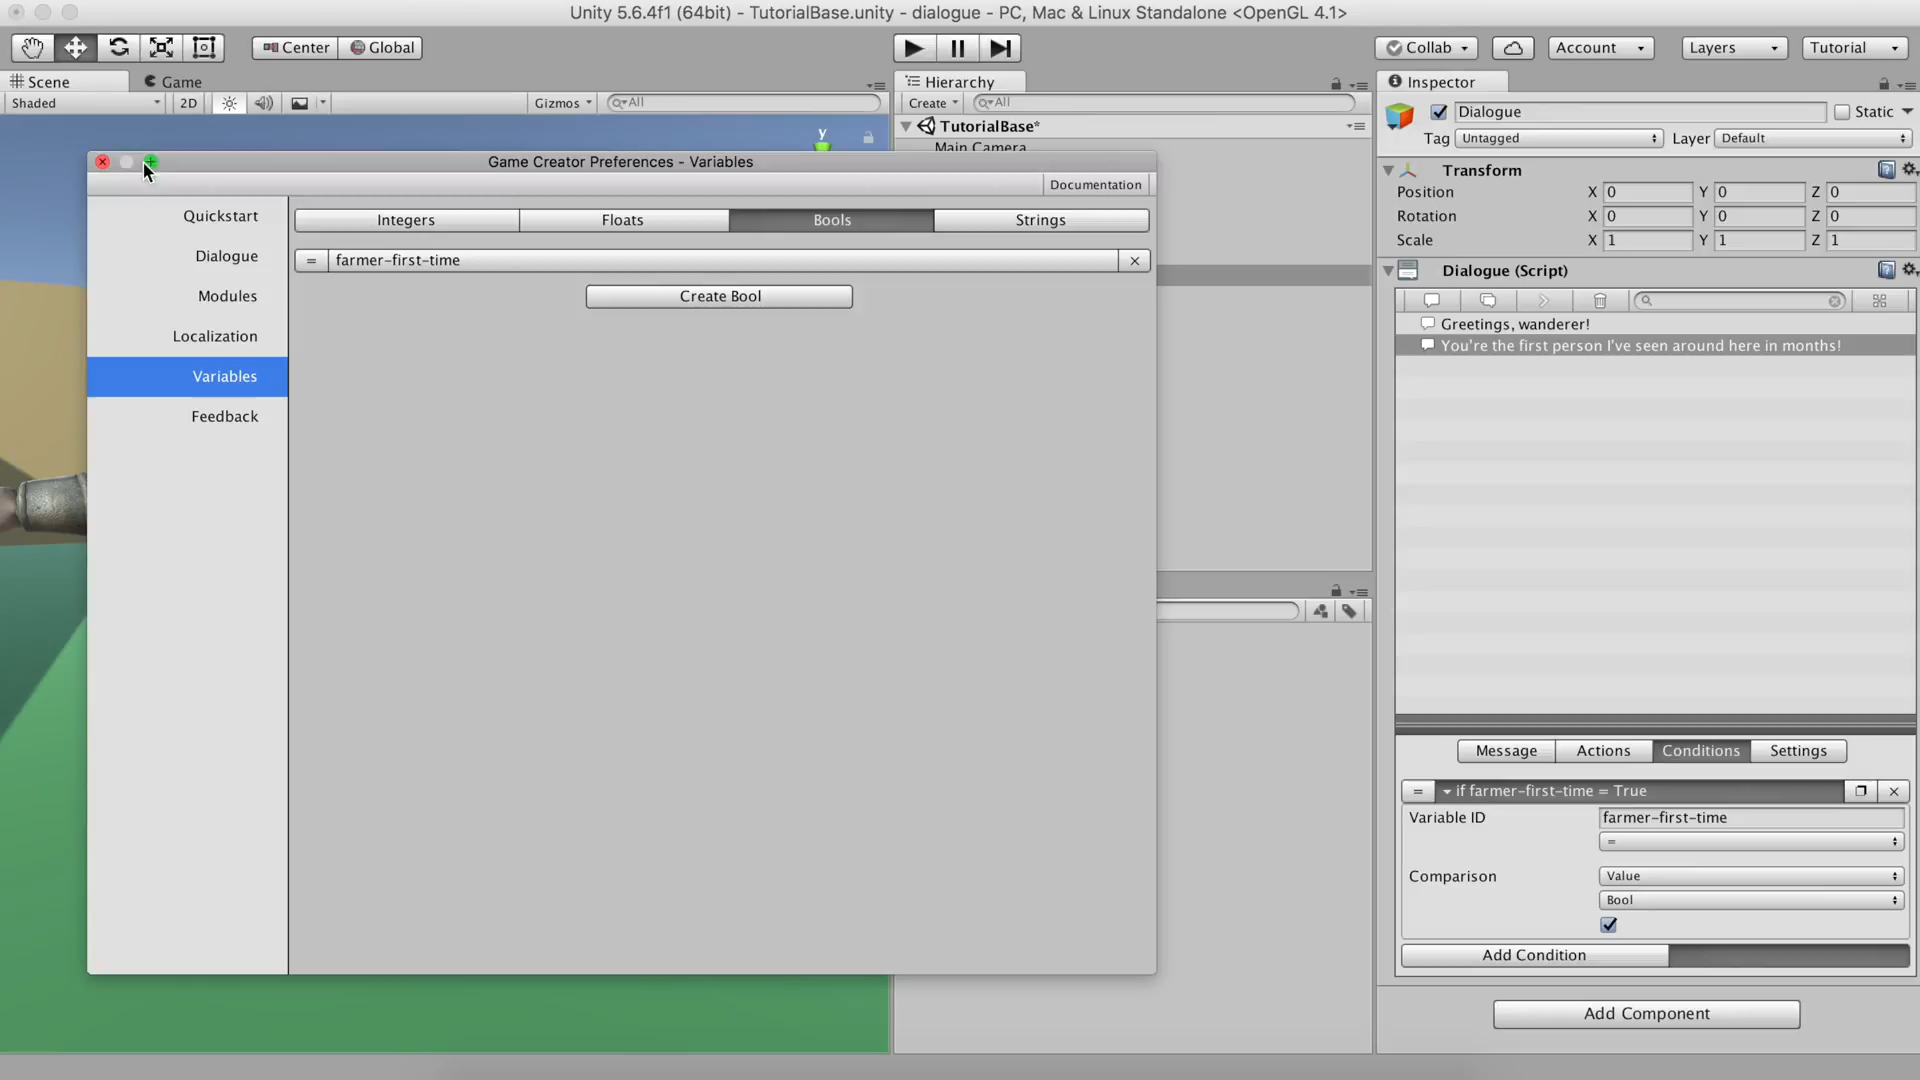 Unity 5.6.4f1 (64bit) - TutorialBase.unity - dialogue - PC, Mac & Linux Standalone <OpenGL 4.1>
Center Global Collab Account Layers Tutorial
Scene Game
Shaded 2D Gizmos All
y
Hierarchy
Create All
TutorialBase*
Main Camera
Game Creator Preferences - Variables
Documentation
Quickstart
Dialogue
Modules
Localization
Variables
Feedback
Integers Floats Bools Strings
= farmer-first-time ×
Create Bool
Inspector
Dialogue Static
Tag Untagged Layer Default
Transform
Position X 0 Y 0 Z 0
Rotation X 0 Y 0 Z 0
Scale X 1 Y 1 Z 1
Dialogue (Script)
Greetings, wanderer!
You're the first person I've seen around here in months!
Message Actions Conditions Settings
= if farmer-first-time = True ×
Variable ID farmer-first-time
=
Comparison Value
Bool
Add Condition
Add Component